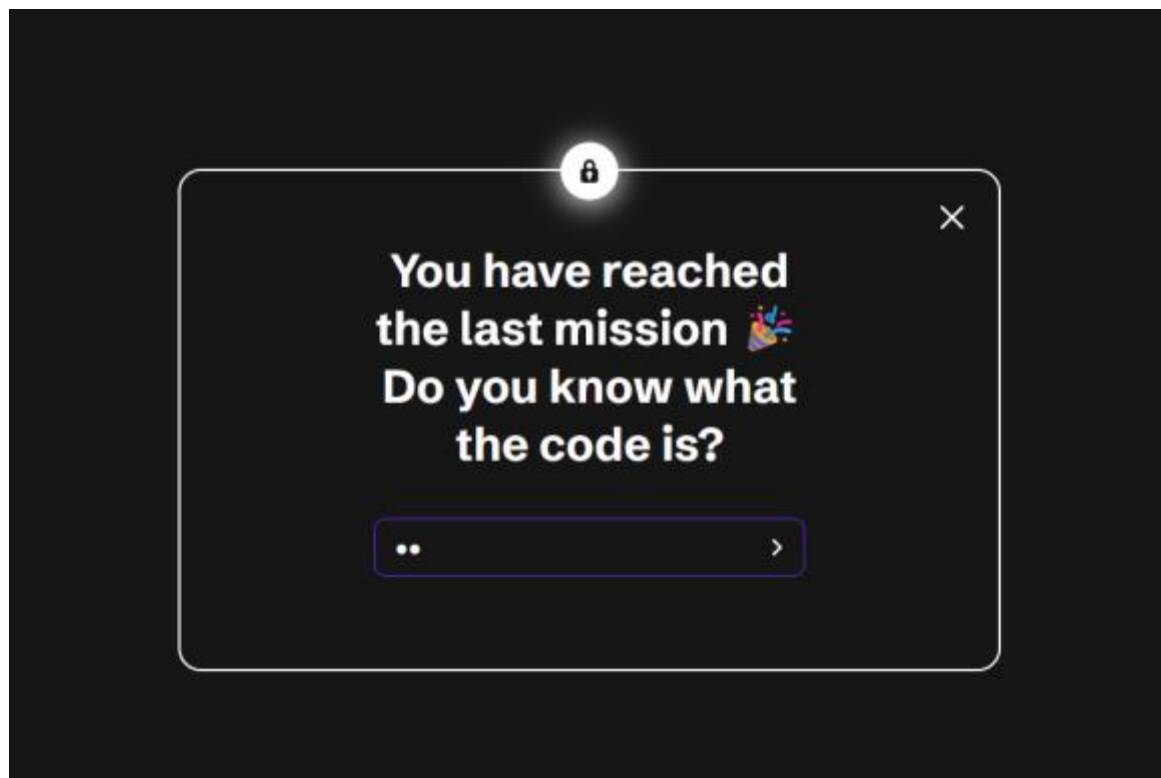 You have reached
the last mission 🎉
Do you know what
the code is?
••